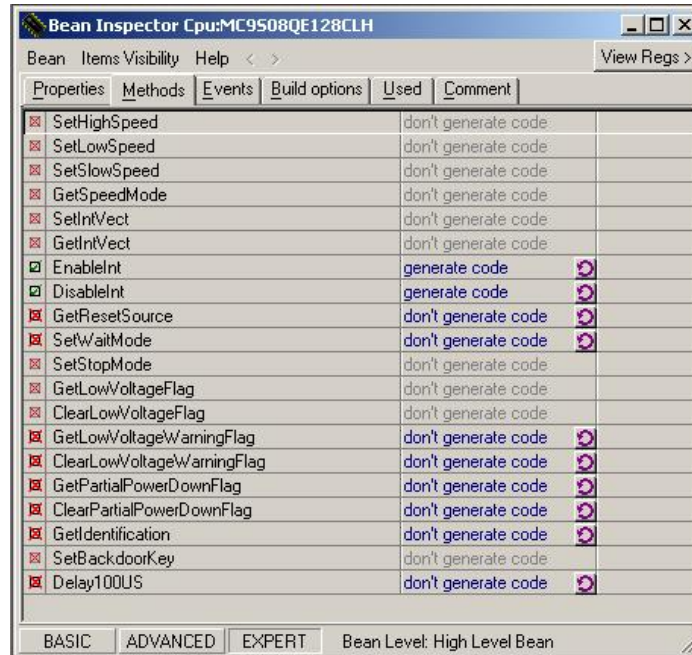 Bean Inspector Cpu:MC9S08QE128CLH
Bean Items Visibility Help < > View Regs >
Properties Methods Events Build options Used Comment
SetHighSpeed don't generate code
SetLowSpeed don't generate code
SetSlowSpeed don't generate code
GetSpeedMode don't generate code
SetIntVect don't generate code
GetIntVect don't generate code
EnableInt generate code
DisableInt generate code
GetResetSource don't generate code
SetWaitMode don't generate code
SetStopMode don't generate code
GetLowVoltageFlag don't generate code
ClearLowVoltageFlag don't generate code
GetLowVoltageWarningFlag don't generate code
ClearLowVoltageWarningFlag don't generate code
GetPartialPowerDownFlag don't generate code
ClearPartialPowerDownFlag don't generate code
GetIdentification don't generate code
SetBackdoorKey don't generate code
Delay100US don't generate code
BASIC ADVANCED EXPERT Bean Level: High Level Bean